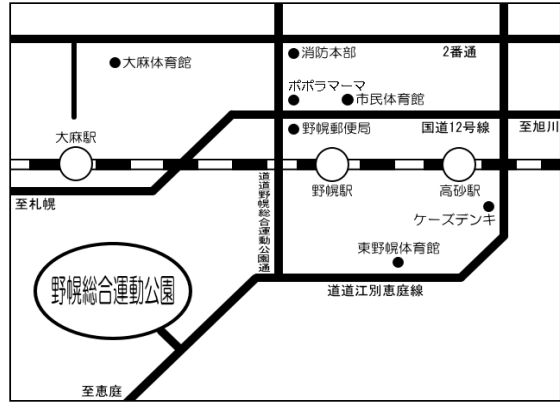 消防本部
2番通
大麻体育館
ポポラマーマ
市民体育館
大麻駅
野幌郵便局
国道12号線
至旭川
至札幌
道道野幌総合運動公園通
野幌駅
高砂駅
ケーズデンキ
東野幌体育館
野幌総合運動公園
道道江別恵庭線
至恵庭